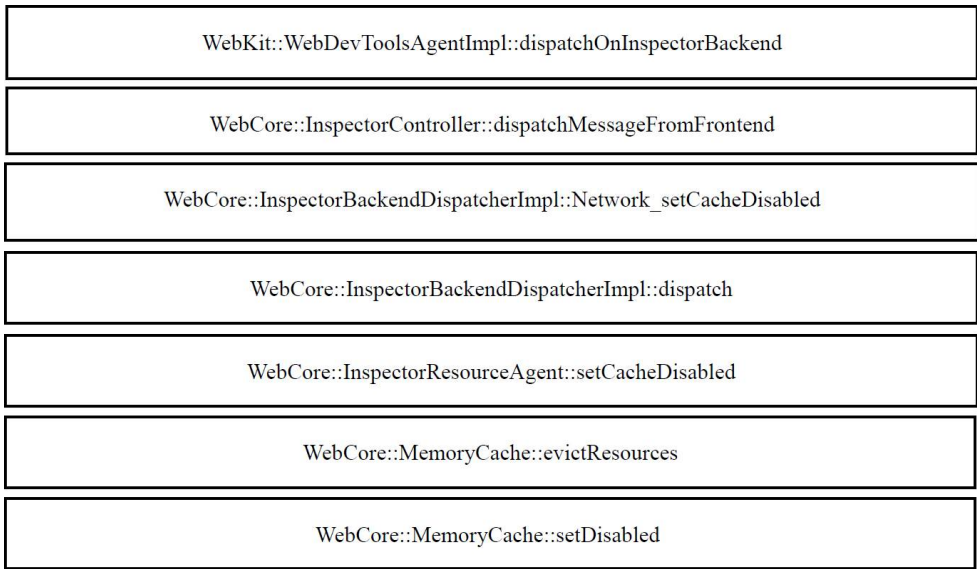 WebKit::WebDevToolsAgentImpl::dispatchOnInspectorBackend
WebCore::InspectorController::dispatchMessageFromFrontend
WebCore::InspectorBackendDispatcherImpl::Network_setCacheDisabled
WebCore::InspectorBackendDispatcherImpl::dispatch
WebCore::InspectorResourceAgent::setCacheDisabled
WebCore::MemoryCache::evictResources
WebCore::MemoryCache::setDisabled